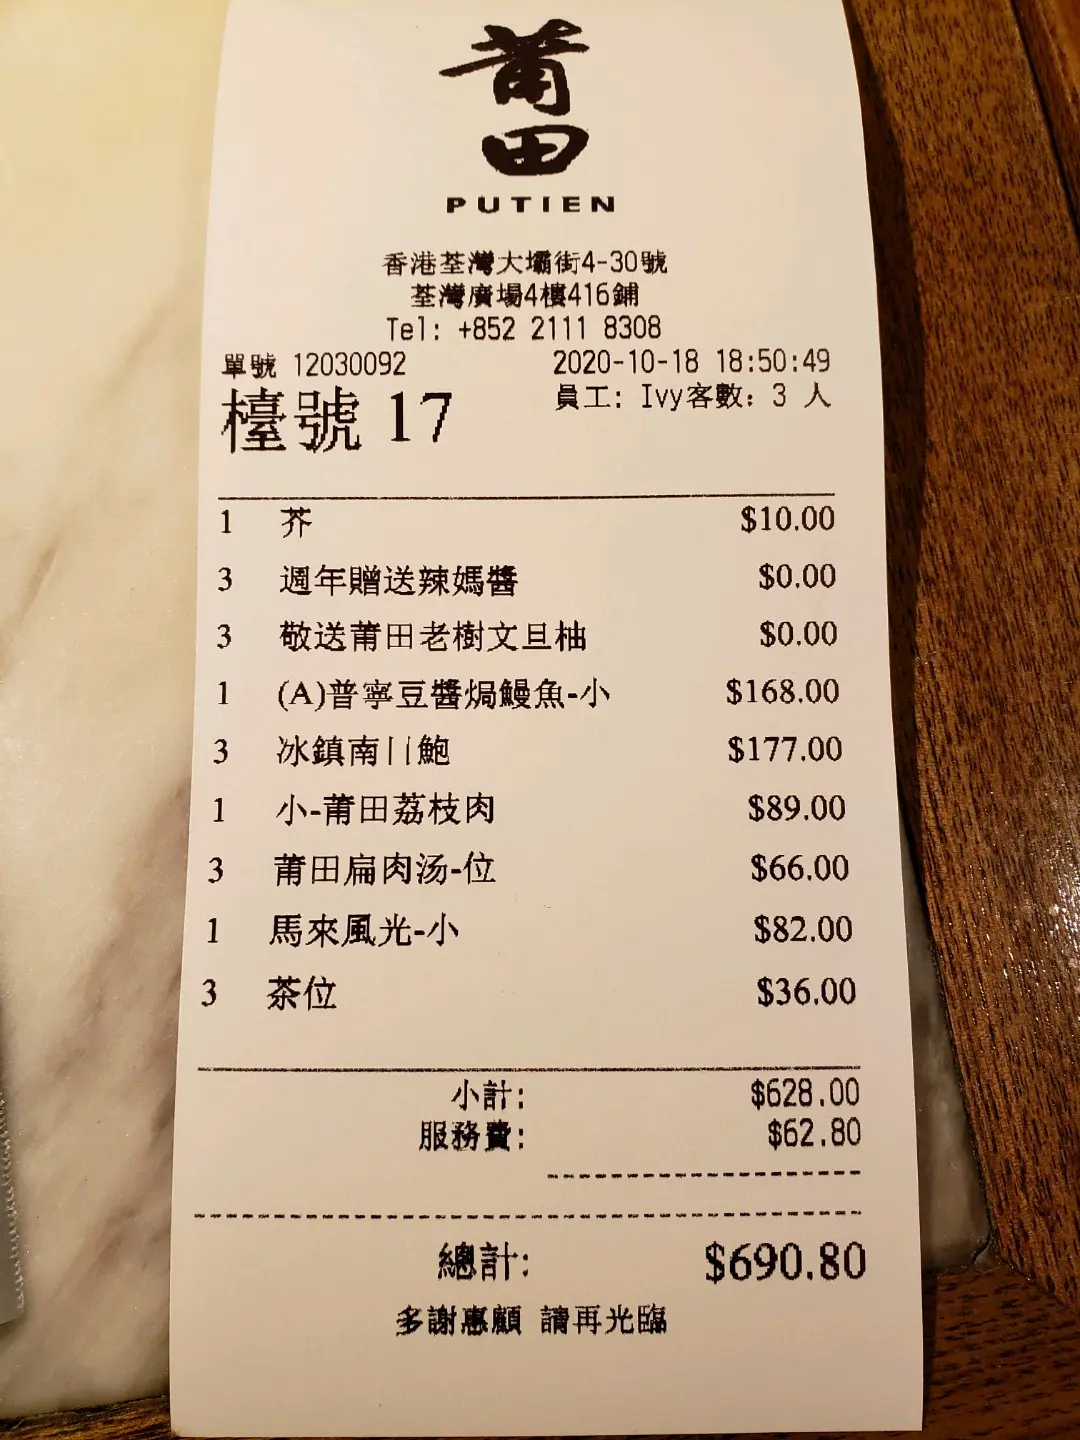 莆
田
PUTIEN
香港荃灣大壩街4-30號
荃灣廣場4樓416鋪
Tel: +852 2111 8308
單號 12030092 2020-10-18 18:50:49
檯號 17 員工: Ivy客數: 3 人
1 芥 $10.00
3 週年贈送辣媽醬 $0.00
3 敬送莆田老樹文旦柚 $0.00
1 (A)普寧豆醬焗鰻魚-小 $168.00
3 冰鎮南日鮑 $177.00
1 小-莆田荔枝肉 $89.00
3 莆田扁肉汤-位 $66.00
1 馬來風光-小 $82.00
3 茶位 $36.00
小計: $628.00
服務費: $62.80
總計: $690.80
多謝惠顧 請再光臨